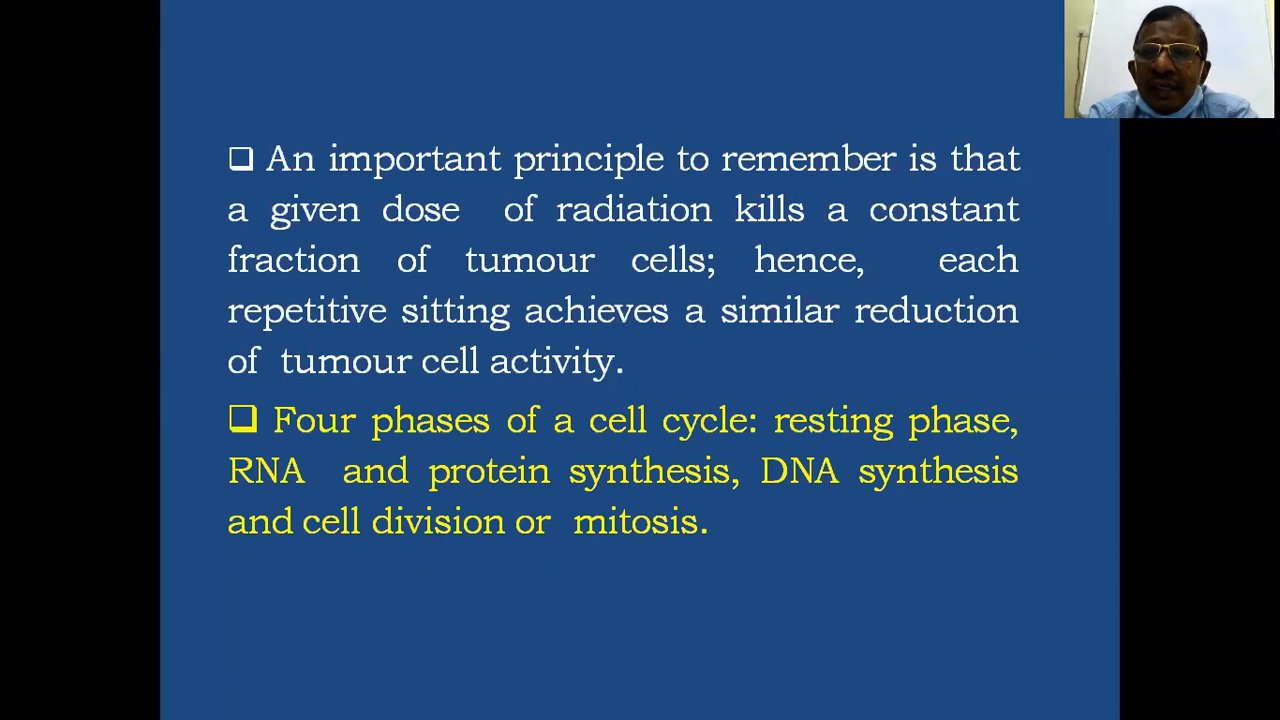 An important principle to remember is that
a given dose of radiation kills a constant
fraction of tumour cells; hence, each
repetitive sitting achieves a similar reduction
of tumour cell activity.
Four phases of a cell cycle: resting phase,
RNA and protein synthesis, DNA synthesis
and cell division or mitosis.